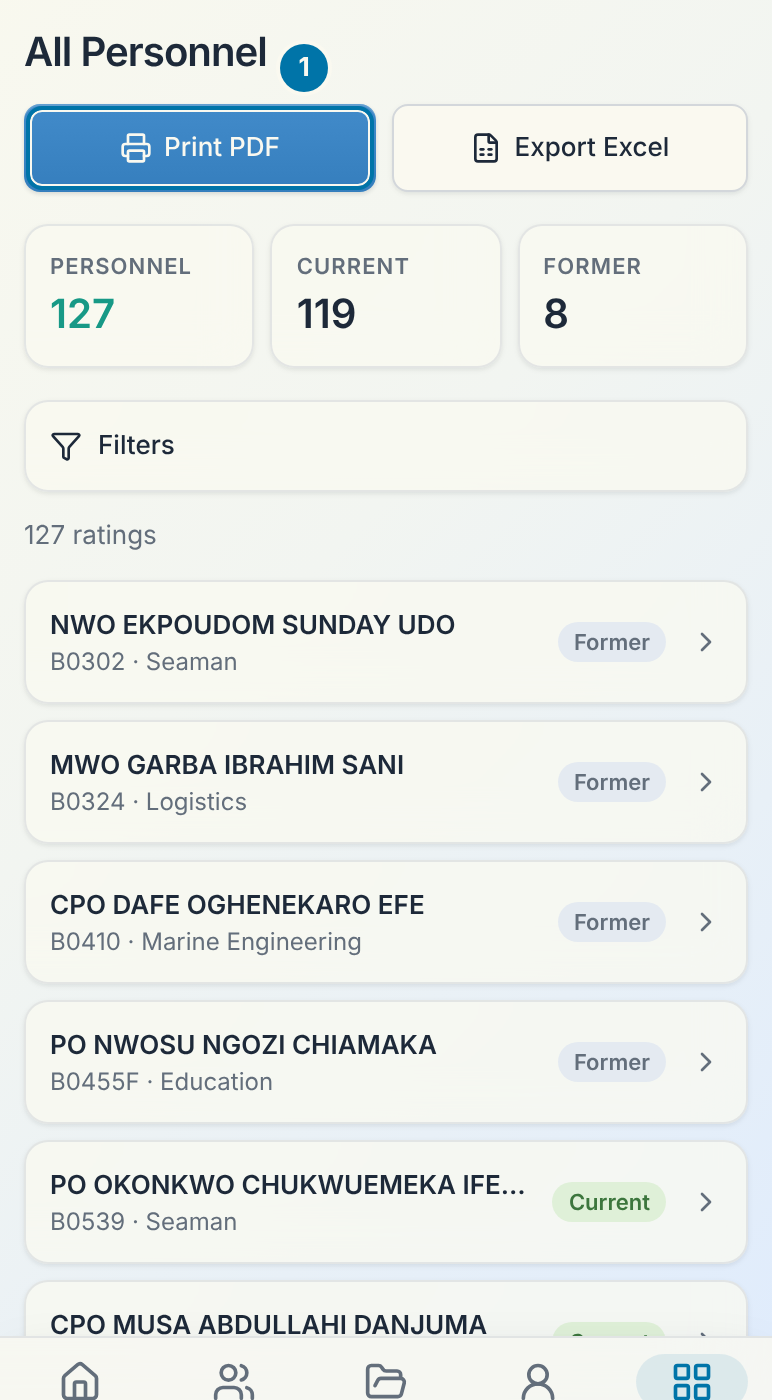 All Personnel
1
Print PDF
Export Excel
PERSONNEL
CURRENT
FORMER
127
119
8
Filters
127 ratings
NWO EKPOUDOM SUNDAY UDO
B0302 · Seaman
Former
MWO GARBA IBRAHIM SANI
B0324 · Logistics
Former
CPO DAFE OGHENEKARO EFE
B0410 · Marine Engineering
Former
PO NWOSU NGOZI CHIAMAKA
B0455F · Education
Former
PO OKONKWO CHUKWUEMEKA IFE...
B0539 · Seaman
Current
CPO MUSA ABDULLAHI DANJUMA